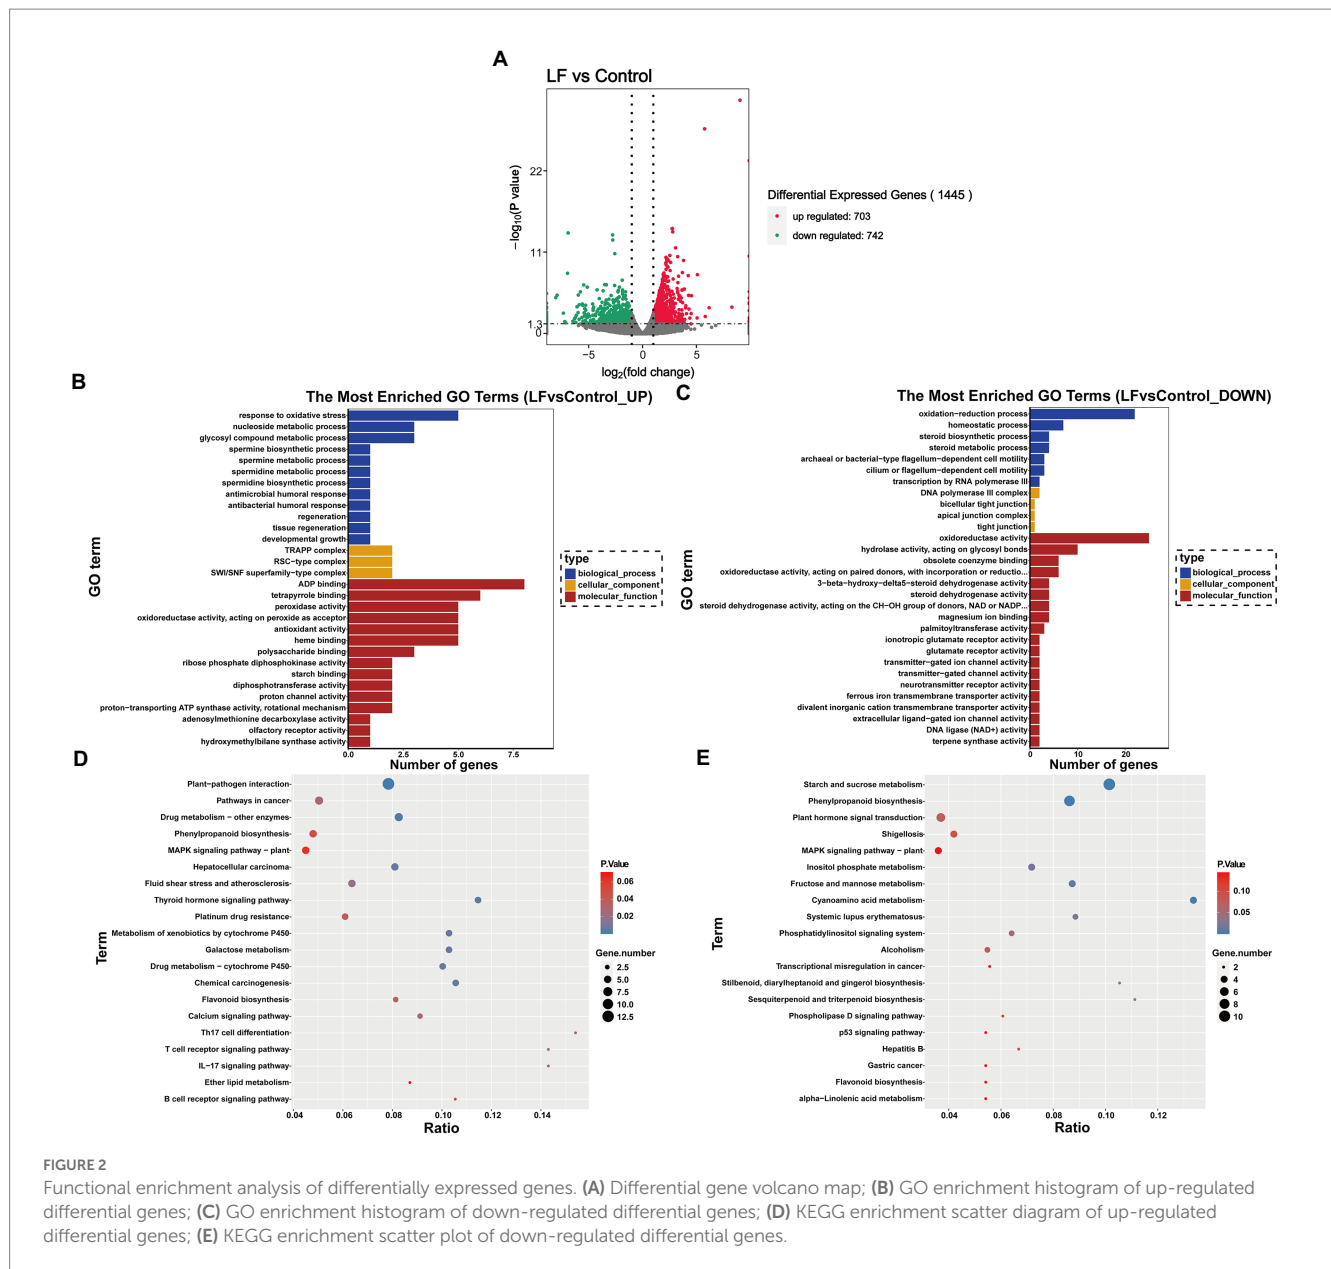 A
LF vs Control
−log10(P value)
22
11
1.3
0
−5
0
5
log2(fold change)
Differential Expressed Genes ( 1445 )
up regulated: 703
down regulated: 742
B
The Most Enriched GO Terms (LFvsControl_UP)
GO term
response to oxidative stress
nucleoside metabolic process
glycosyl compound metabolic process
spermine biosynthetic process
spermine metabolic process
spermidine metabolic process
spermidine biosynthetic process
antimicrobial humoral response
antibacterial humoral response
regeneration
tissue regeneration
developmental growth
TRAPP complex
RSC−type complex
SWI/SNF superfamily−type complex
ADP binding
tetrapyrrole binding
peroxidase activity
oxidoreductase activity, acting on peroxide as acceptor
antioxidant activity
heme binding
polysaccharide binding
ribose phosphate diphosphokinase activity
starch binding
diphosphotransferase activity
proton channel activity
proton−transporting ATP synthase activity, rotational mechanism
adenosylmethionine decarboxylase activity
olfactory receptor activity
hydroxymethylbilane synthase activity
0.0
2.5
5.0
7.5
Number of genes
type
biological_process
cellular_component
molecular_function
C
The Most Enriched GO Terms (LFvsControl_DOWN)
GO term
oxidation−reduction process
homeostatic process
steroid biosynthetic process
steroid metabolic process
archaeal or bacterial−type flagellum−dependent cell motility
cilium or flagellum−dependent cell motility
transcription by RNA polymerase III
DNA polymerase III complex
bicellular tight junction
apical junction complex
tight junction
oxidoreductase activity
hydrolase activity, acting on glycosyl bonds
obsolete coenzyme binding
oxidoreductase activity, acting on paired donors, with incorporation or reductio...
3−beta−hydroxy−delta5−steroid dehydrogenase activity
steroid dehydrogenase activity
steroid dehydrogenase activity, acting on the CH−OH group of donors, NAD or NADP...
magnesium ion binding
palmitoyltransferase activity
ionotropic glutamate receptor activity
glutamate receptor activity
transmitter−gated ion channel activity
transmitter−gated channel activity
neurotransmitter receptor activity
ferrous iron transmembrane transporter activity
divalent inorganic cation transmembrane transporter activity
extracellular ligand−gated ion channel activity
DNA ligase (NAD+) activity
terpene synthase activity
0
10
20
Number of genes
type
biological_process
cellular_component
molecular_function
D
Term
Plant−pathogen interaction
Pathways in cancer
Drug metabolism − other enzymes
Phenylpropanoid biosynthesis
MAPK signaling pathway − plant
Hepatocellular carcinoma
Fluid shear stress and atherosclerosis
Thyroid hormone signaling pathway
Platinum drug resistance
Metabolism of xenobiotics by cytochrome P450
Galactose metabolism
Drug metabolism − cytochrome P450
Chemical carcinogenesis
Flavonoid biosynthesis
Calcium signaling pathway
Th17 cell differentiation
T cell receptor signaling pathway
IL−17 signaling pathway
Ether lipid metabolism
B cell receptor signaling pathway
0.04
0.06
0.08
0.10
0.12
0.14
Ratio
P.Value
0.06
0.04
0.02
Gene.number
2.5
5.0
7.5
10.0
12.5
E
Term
Starch and sucrose metabolism
Phenylpropanoid biosynthesis
Plant hormone signal transduction
Shigellosis
MAPK signaling pathway − plant
Inositol phosphate metabolism
Fructose and mannose metabolism
Cyanoamino acid metabolism
Systemic lupus erythematosus
Phosphatidylinositol signaling system
Alcoholism
Transcriptional misregulation in cancer
Stilbenoid, diarylheptanoid and gingerol biosynthesis
Sesquiterpenoid and triterpenoid biosynthesis
Phospholipase D signaling pathway
p53 signaling pathway
Hepatitis B
Gastric cancer
Flavonoid biosynthesis
alpha−Linolenic acid metabolism
0.04
0.06
0.08
0.10
0.12
Ratio
P.Value
0.10
0.05
Gene.number
2
4
6
8
10
FIGURE 2
Functional enrichment analysis of differentially expressed genes. (A) Differential gene volcano map; (B) GO enrichment histogram of up-regulated
differential genes; (C) GO enrichment histogram of down-regulated differential genes; (D) KEGG enrichment scatter diagram of up-regulated
differential genes; (E) KEGG enrichment scatter plot of down-regulated differential genes.